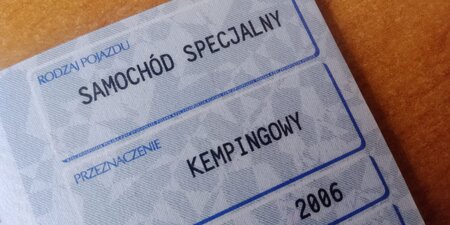 RODZAJ POJAZDU
SAMOCHÓD SPECJALNY
PRZEZNACZENIE
KEMPINGOWY
2006